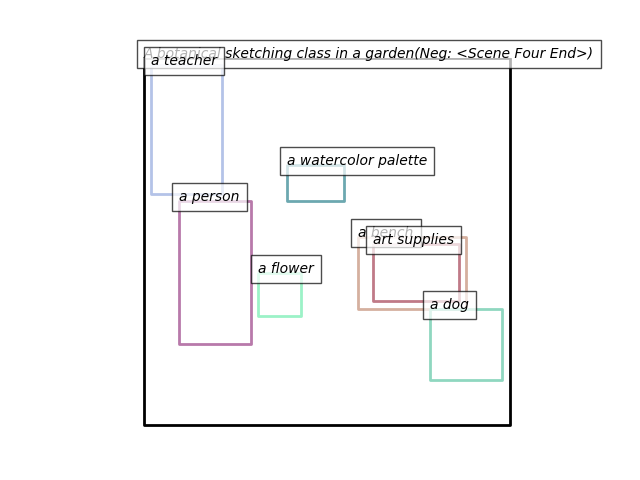 A botanical sketching class in a garden(Neg: <Scene Four End>)
a teacher
a watercolor palette
a person
a bench
art supplies
a flower
a dog